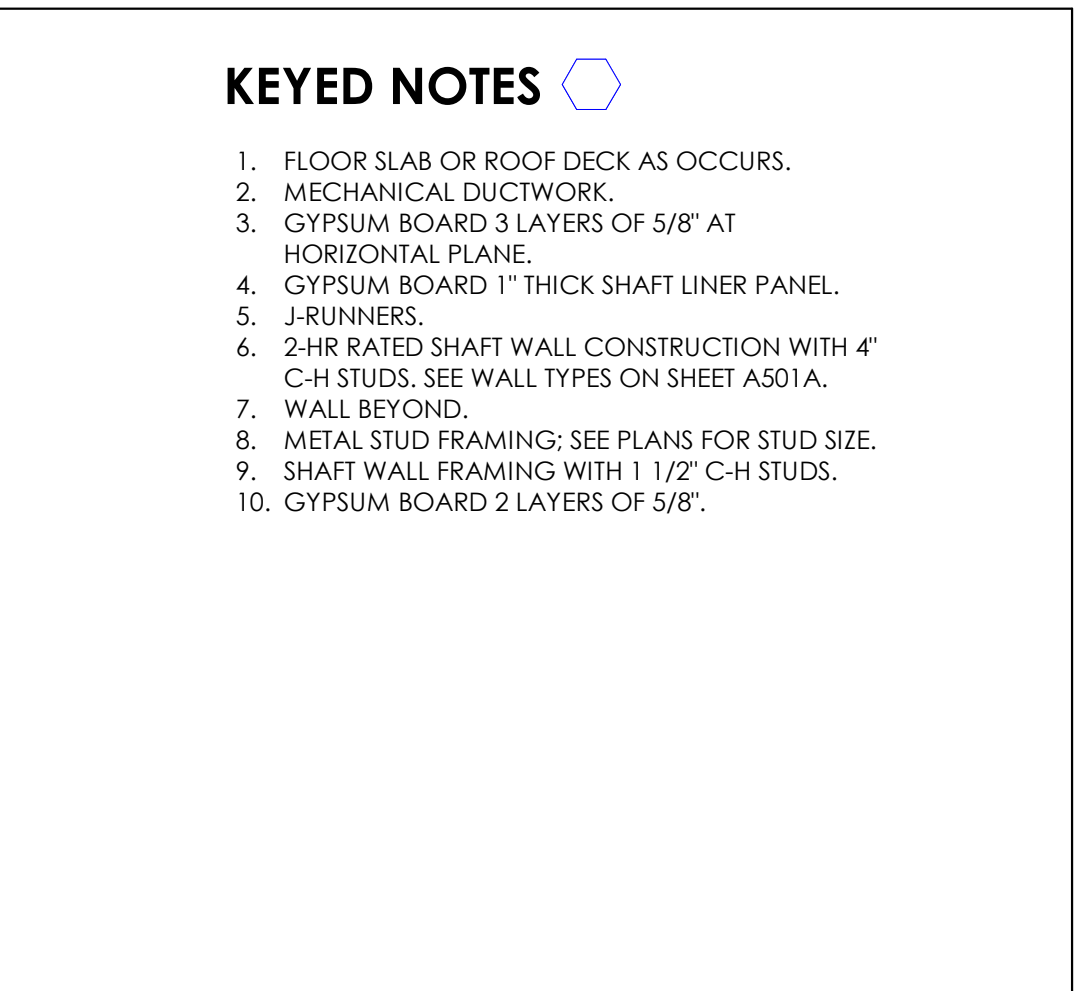 KEYED NOTES
1. FLOOR SLAB OR ROOF DECK AS OCCURS.
2. MECHANICAL DUCTWORK.
3. GYPSUM BOARD 3 LAYERS OF 5/8" AT
HORIZONTAL PLANE.
4. GYPSUM BOARD 1" THICK SHAFT LINER PANEL.
5. J-RUNNERS.
6. 2-HR RATED SHAFT WALL CONSTRUCTION WITH 4"
C-H STUDS. SEE WALL TYPES ON SHEET A501A.
7. WALL BEYOND.
8. METAL STUD FRAMING; SEE PLANS FOR STUD SIZE.
9. SHAFT WALL FRAMING WITH 1 1/2" C-H STUDS.
10. GYPSUM BOARD 2 LAYERS OF 5/8".